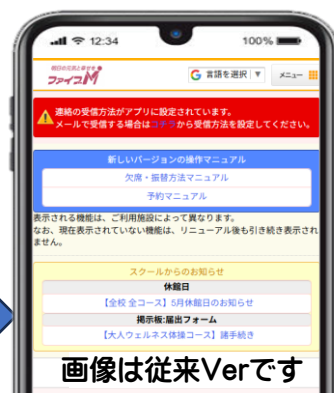 12:34
100%
明日の元気と幸せを
ファイブM
G 言語を選択 ▼
メニュー
連絡の受信方法がアプリに設定されています。
メールで受信する場合はコチラから受信方法を設定してください。
新しいバージョンの操作マニュアル
欠席・振替方法マニュアル
予約マニュアル
表示される機能は、ご利用施設によって異なります。
なお、現在表示されていない機能は、リニューアル後も引き続き表示され
ません。
スクールからのお知らせ
休館日
【全校 全コース】5月休館日のお知らせ
掲示板:届出フォーム
【大人ウェルネス体操コース】諸手続き
画像は従来Verです